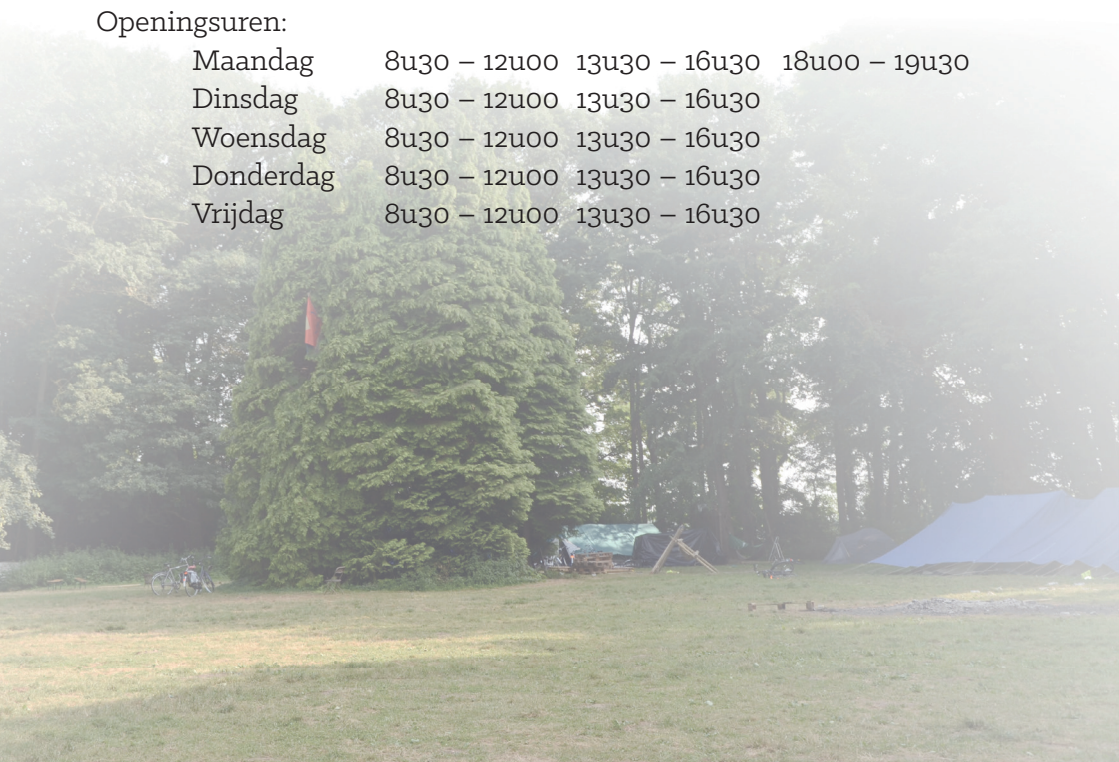 Openingsuren:
Maandag 8u30 – 12u00 13u30 – 16u30 18u00 – 19u30
Dinsdag 8u30 – 12u00 13u30 – 16u30
Woensdag 8u30 – 12u00 13u30 – 16u30
Donderdag 8u30 – 12u00 13u30 – 16u30
Vrijdag 8u30 – 12u00 13u30 – 16u30